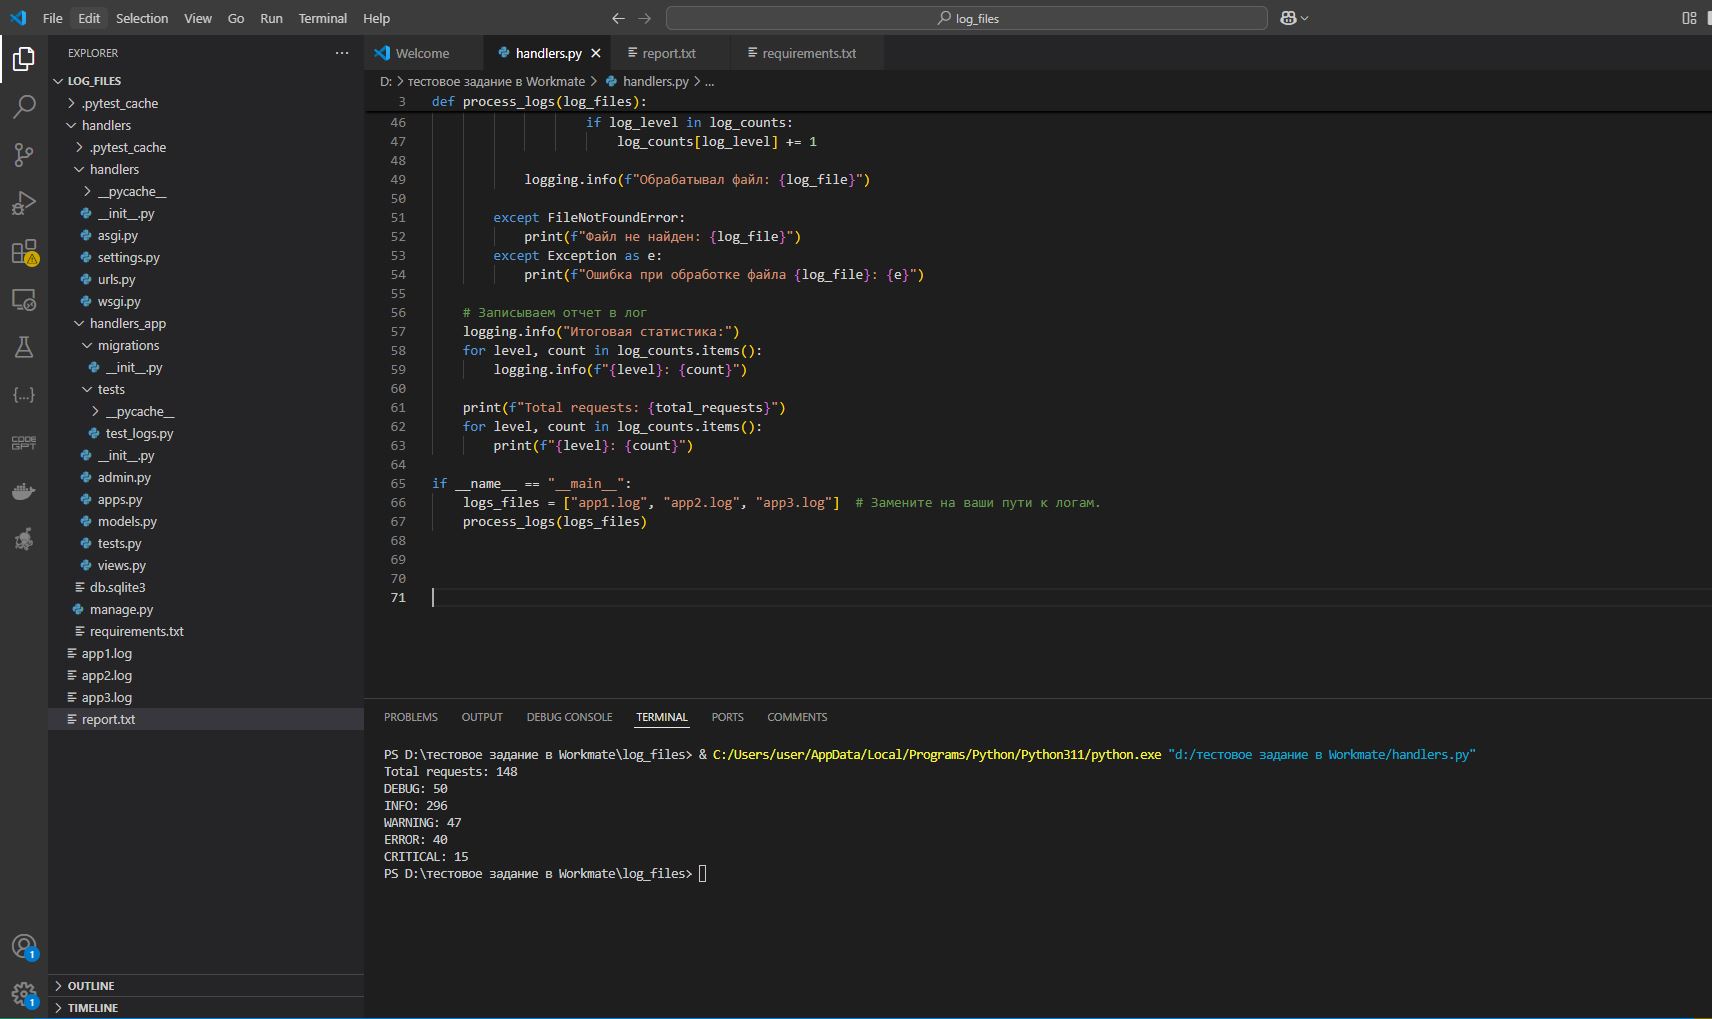 File Edit Selection View Go Run Terminal Help
log_files
EXPLORER
LOG_FILES
.pytest_cache
handlers
.pytest_cache
handlers
__pycache__
__init__.py
asgi.py
settings.py
urls.py
wsgi.py
handlers_app
migrations
__init__.py
tests
__pycache__
test_logs.py
__init__.py
admin.py
apps.py
models.py
tests.py
views.py
db.sqlite3
manage.py
requirements.txt
app1.log
app2.log
app3.log
report.txt
OUTLINE
TIMELINE
{...}
CODE
GPT
1
1
Welcome handlers.py report.txt requirements.txt
D: > тестовое задание в Workmate > handlers.py > ...
3 def process_logs(log_files):
46 if log_level in log_counts:
47 log_counts[log_level] += 1
48
49 logging.info(f"Обрабатывал файл: {log_file}")
50
51 except FileNotFoundError:
52 print(f"Файл не найден: {log_file}")
53 except Exception as e:
54 print(f"Ошибка при обработке файла {log_file}: {e}")
55
56 # Записываем отчет в лог
57 logging.info("Итоговая статистика:")
58 for level, count in log_counts.items():
59 logging.info(f"{level}: {count}")
60
61 print(f"Total requests: {total_requests}")
62 for level, count in log_counts.items():
63 print(f"{level}: {count}")
64
65 if __name__ == "__main__":
66 logs_files = ["app1.log", "app2.log", "app3.log"] # Замените на ваши пути к логам.
67 process_logs(logs_files)
68
69
70
71
PROBLEMS OUTPUT DEBUG CONSOLE TERMINAL PORTS COMMENTS
PS D:\тестовое задание в Workmate\log_files> & C:/Users/user/AppData/Local/Programs/Python/Python311/python.exe "d:/тестовое задание в Workmate/handlers.py"
Total requests: 148
DEBUG: 50
INFO: 296
WARNING: 47
ERROR: 40
CRITICAL: 15
PS D:\тестовое задание в Workmate\log_files>